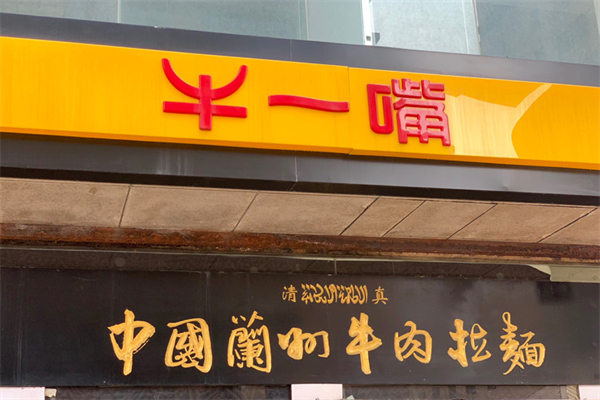 牛一嘴
清 真
中國蘭州牛肉拉麵